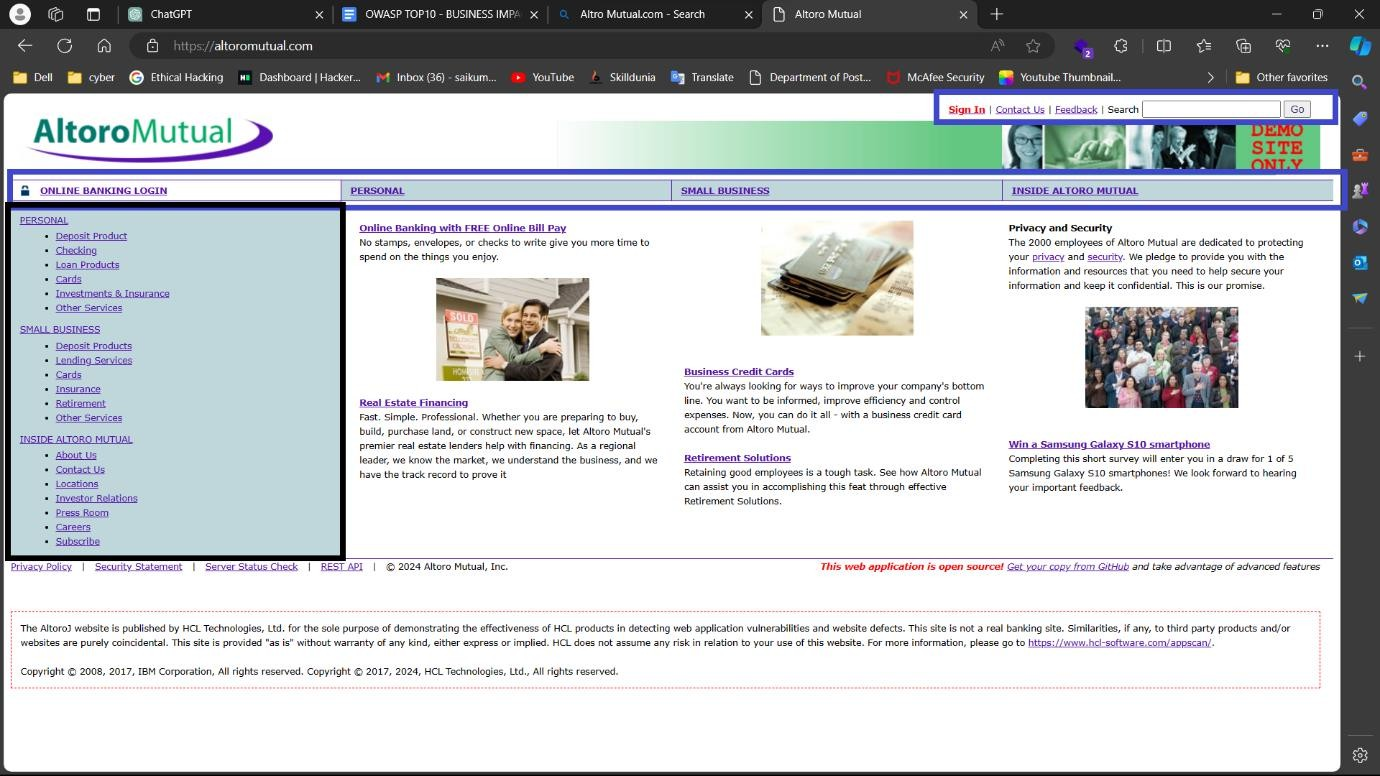 ChatGPT
OWASP TOP10 - BUSINESS IMPA
Altro Mutual.com - Search
Altoro Mutual
https://altoromutual.com
2
Dell
cyber
Ethical Hacking
Dashboard | Hacker...
Inbox (36) - saikum...
YouTube
Skilldunia
Translate
Department of Post...
McAfee Security
Youtube Thumbnail...
Other favorites
Sign In | Contact Us | Feedback | Search
Go
AltoroMutual
DEMO
SITE
ONLY
ONLINE BANKING LOGIN
PERSONAL
SMALL BUSINESS
INSIDE ALTORO MUTUAL
PERSONAL
Deposit Product
Checking
Loan Products
Cards
Investments & Insurance
Other Services
SMALL BUSINESS
Deposit Products
Lending Services
Cards
Insurance
Retirement
Other Services
INSIDE ALTORO MUTUAL
About Us
Contact Us
Locations
Investor Relations
Press Room
Careers
Subscribe
Online Banking with FREE Online Bill Pay
No stamps, envelopes, or checks to write give you more time to
spend on the things you enjoy.
SOLD
Real Estate Financing
Fast. Simple. Professional. Whether you are preparing to buy,
build, purchase land, or construct new space, let Altoro Mutual's
premier real estate lenders help with financing. As a regional
leader, we know the market, we understand the business, and we
have the track record to prove it
Business Credit Cards
You're always looking for ways to improve your company's bottom
line. You want to be informed, improve efficiency and control
expenses. Now, you can do it all - with a business credit card
account from Altoro Mutual.
Retirement Solutions
Retaining good employees is a tough task. See how Altoro Mutual
can assist you in accomplishing this feat through effective
Retirement Solutions.
Privacy and Security
The 2000 employees of Altoro Mutual are dedicated to protecting
your privacy and security. We pledge to provide you with the
information and resources that you need to help secure your
information and keep it confidential. This is our promise.
Win a Samsung Galaxy S10 smartphone
Completing this short survey will enter you in a draw for 1 of 5
Samsung Galaxy S10 smartphones! We look forward to hearing
your important feedback.
Privacy Policy | Security Statement | Server Status Check | REST API | © 2024 Altoro Mutual, Inc.
This web application is open source! Get your copy from GitHub and take advantage of advanced features
The AltoroJ website is published by HCL Technologies, Ltd. for the sole purpose of demonstrating the effectiveness of HCL products in detecting web application vulnerabilities and website defects. This site is not a real banking site. Similarities, if any, to third party products and/or
websites are purely coincidental. This site is provided "as is" without warranty of any kind, either express or implied. HCL does not assume any risk in relation to your use of this website. For more information, please go to https://www.hcl-software.com/appscan/.
Copyright © 2008, 2017, IBM Corporation, All rights reserved. Copyright © 2017, 2024, HCL Technologies, Ltd., All rights reserved.